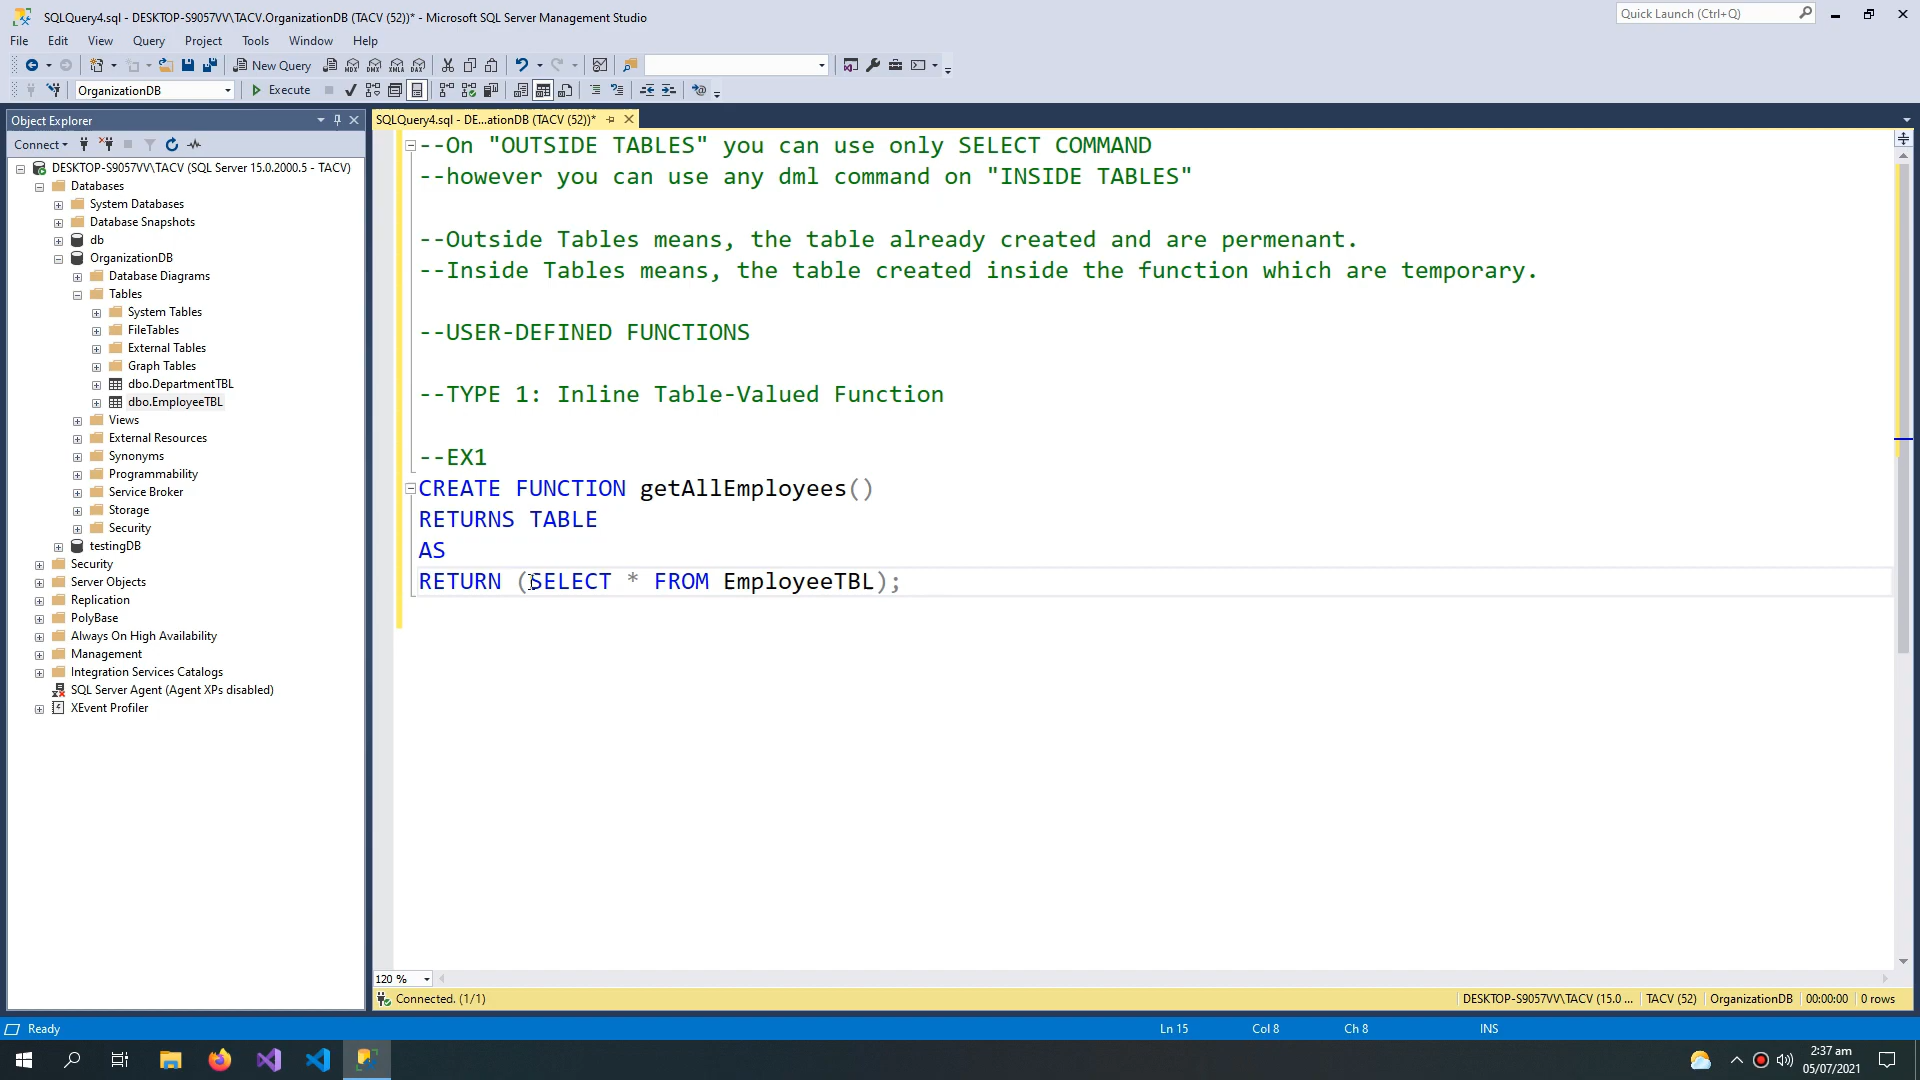 SQLQuery4.sql - DESKTOP-S9057VV\TACV.OrganizationDB (TACV (52))* - Microsoft SQL Server Management Studio
Quick Launch (Ctrl+Q)
File Edit View Query Project Tools Window Help
New Query
MDX DMX XMLA DAX
OrganizationDB
Execute
Object Explorer
SQLQuery4.sql - DE...ationDB (TACV (52))*
Connect
DESKTOP-S9057VV\TACV (SQL Server 15.0.2000.5 - TACV)
Databases
System Databases
Database Snapshots
db
OrganizationDB
Database Diagrams
Tables
System Tables
FileTables
External Tables
Graph Tables
dbo.DepartmentTBL
dbo.EmployeeTBL
Views
External Resources
Synonyms
Programmability
Service Broker
Storage
Security
testingDB
Security
Server Objects
Replication
PolyBase
Always On High Availability
Management
Integration Services Catalogs
SQL Server Agent (Agent XPs disabled)
XEvent Profiler
--On "OUTSIDE TABLES" you can use only SELECT COMMAND
--however you can use any dml command on "INSIDE TABLES"
--Outside Tables means, the table already created and are permenant.
--Inside Tables means, the table created inside the function which are temporary.
--USER-DEFINED FUNCTIONS
--TYPE 1: Inline Table-Valued Function
--EX1
CREATE FUNCTION getAllEmployees()
RETURNS TABLE
AS
RETURN (SELECT * FROM EmployeeTBL);
120 %
Connected. (1/1)
DESKTOP-S9057VV\TACV (15.0 ... TACV (52) OrganizationDB 00:00:00 0 rows
Ready
Ln 15 Col 8 Ch 8 INS
2:37 am
05/07/2021